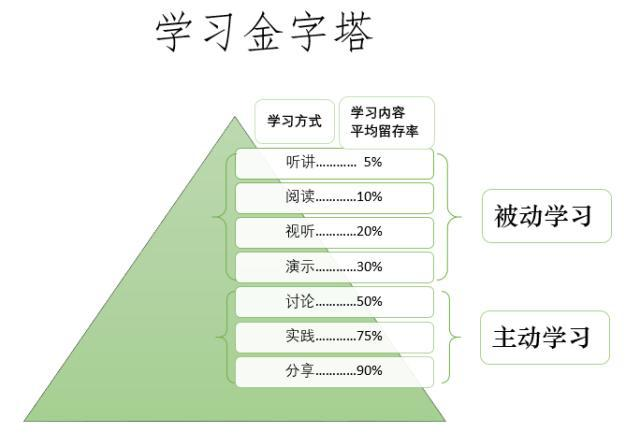 学习金字塔
学习方式
学习内容
平均留存率
听讲………… 5%
阅读…………10%
视听…………20%
演示…………30%
被动学习
讨论…………50%
实践…………75%
分享…………90%
主动学习